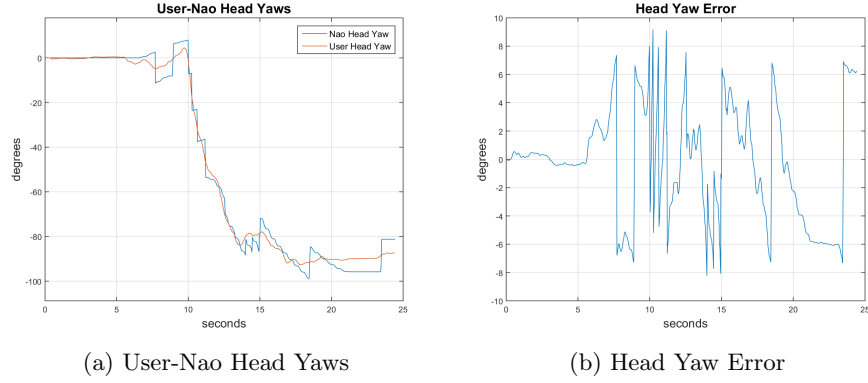 User-Nao Head Yaws
Nao Head Yaw
User Head Yaw
degrees
0
-20
-40
-60
-80
-100
0 5 10 15 20 25
seconds
(a) User-Nao Head Yaws
Head Yaw Error
degrees
10
8
6
4
2
0
-2
-4
-6
-8
-10
0 5 10 15 20 25
seconds
(b) Head Yaw Error